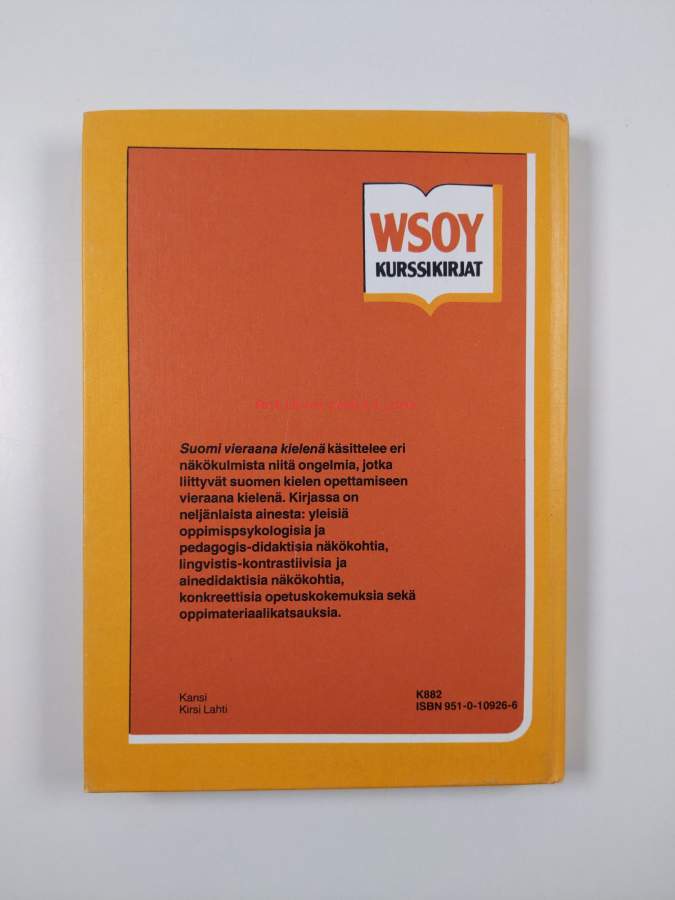 WSOY
KURSSIKIRJAT
Suomi vieraana kielenä käsittelee eri
näkökulmista niitä ongelmia, jotka
liittyvät suomen kielen opettamiseen
vieraana kielenä. Kirjassa on
neljänlaista ainesta: yleisiä
oppimispsykologisia ja
pedagogis-didaktisia näkökohtia,
lingvistis-kontrastiivisia ja
ainedidaktisia näkökohtia,
konkreettisia opetuskokemuksia sekä
oppimateriaalikatsauksia.
Kansi
Kirsi Lahti
K882
ISBN 951-0-10926-6